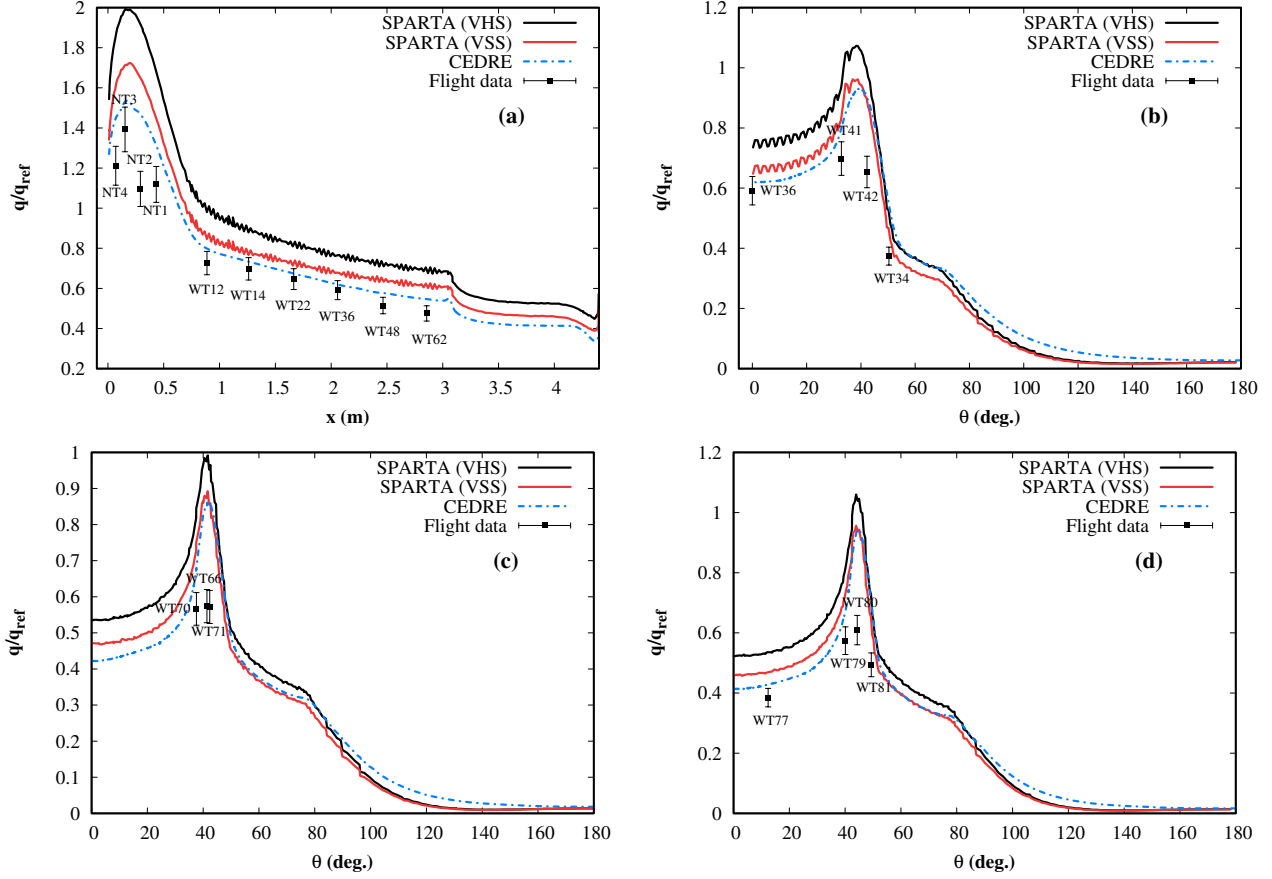 SPARTA (VHS)
SPARTA (VSS)
CEDRE
Flight data
(a)
q/q_ref
2
1.8
1.6
1.4
1.2
1
0.8
0.6
0.4
0.2
NT3
NT2
NT4
NT1
WT12
WT14
WT22
WT36
WT48
WT62
0 0.5 1 1.5 2 2.5 3 3.5 4
x (m)
SPARTA (VHS)
SPARTA (VSS)
CEDRE
Flight data
(b)
q/q_ref
1.2
1
0.8
0.6
0.4
0.2
0
WT41
WT36
WT42
WT34
0 20 40 60 80 100 120 140 160 180
θ (deg.)
SPARTA (VHS)
SPARTA (VSS)
CEDRE
Flight data
(c)
q/q_ref
1
0.9
0.8
0.7
0.6
0.5
0.4
0.3
0.2
0.1
0
WT66
WT70
WT71
0 20 40 60 80 100 120 140 160 180
θ (deg.)
SPARTA (VHS)
SPARTA (VSS)
CEDRE
Flight data
(d)
q/q_ref
1.2
1
0.8
0.6
0.4
0.2
0
WT80
WT79
WT81
WT77
0 20 40 60 80 100 120 140 160 180
θ (deg.)